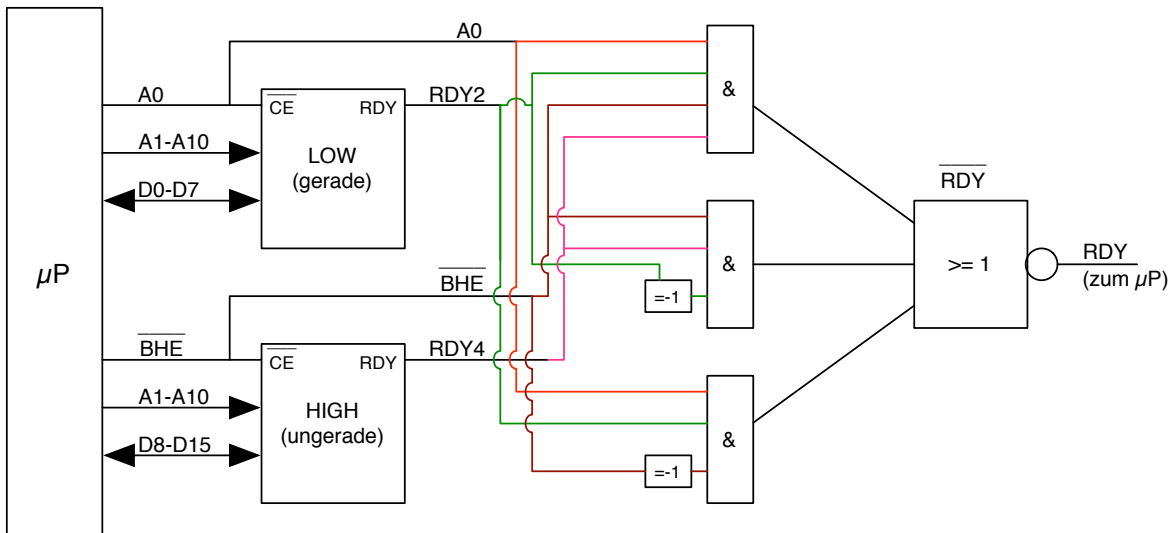 A0
&
A0
CE
RDY
RDY2
A1-A10
LOW
(gerade)
RDY
D0-D7
µP
&
>= 1
RDY
(zum µP)
BHE
=-1
BHE
CE
RDY
RDY4
A1-A10
HIGH
(ungerade)
&
D8-D15
=-1